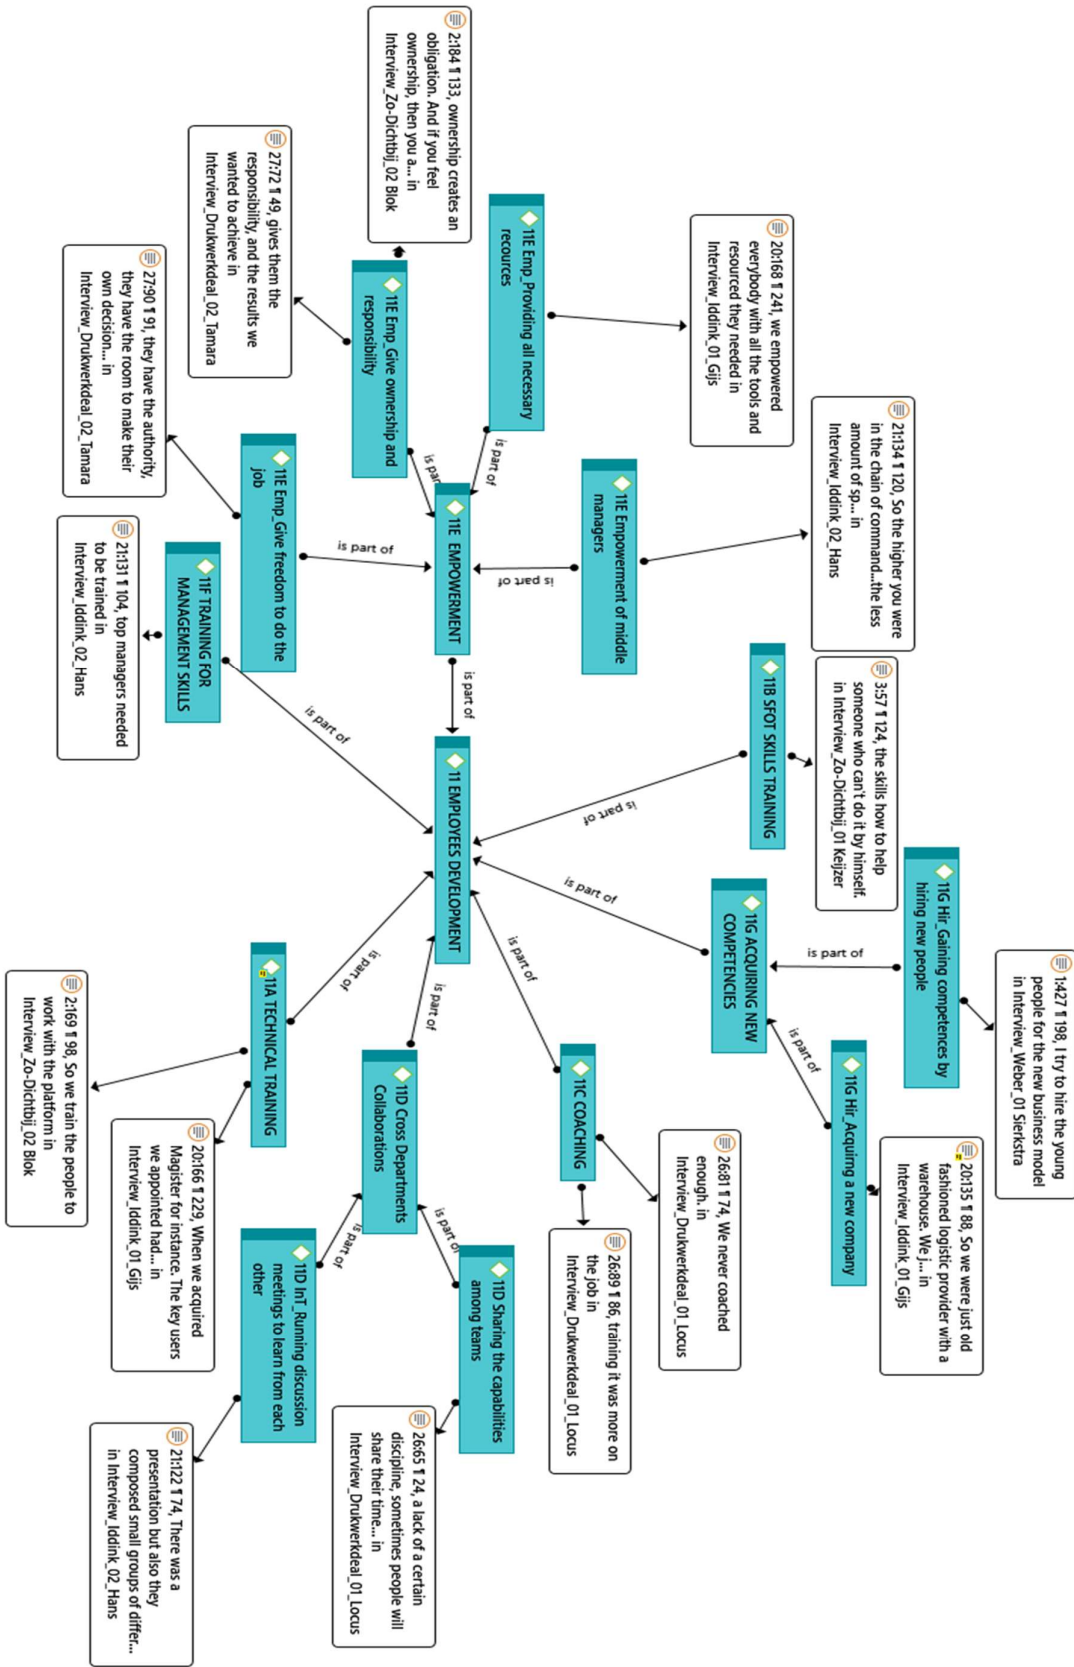 1:427 ¶ 198, I try to hire the young
people for the new business model
in Interview_Weber_01 Sierkstra
11G Hir_Gaining competences by
hiring new people
20:135 ¶ 88, So we were just old
fashioned logistic provider with a
warehouse. We j... in
Interview_Iddink_01_Gijs
21:134 ¶ 120, So the higher you were
in the chain of command...the less
amount of sp... in
Interview_Iddink_02_Hans
3:57 ¶ 124, the skills how to help
someone who can't do it by himself.
in Interview_Zo-Dichtbij_01 Keijzer
is part of
11G Hir_Acquiring a new company
20:168 ¶ 241, we empowered
everybody with all the tools and
resourced they needed in
Interview_Iddink_01_Gijs
11B SFOT SKILLS TRAINING
11G ACQUIRING NEW
COMPETENCIES
is part of
26:81 ¶ 74, We never coached
enough. in
Interview_Drukwerkdeal_01_Locus
11E Empowerment of middle
managers
is part of
is part of
11C COACHING
26:89 ¶ 86, training it was more on
the job in
Interview_Drukwerkdeal_01_Locus
11E Emp_Providing all necessary
recources
is part of
is part of
is part of
11D Sharing the capabilities
among teams
11E EMPOWERMENT
is part of
11 EMPLOYEES DEVELOPMENT
is part of
is part of
2:184 ¶ 133, ownership creates an
obligation. And if you feel
ownership, then you a... in
Interview_Zo-Dichtbij_02 Blok
11E Emp_Give ownership and
responsibility
is part
is part of
11D Cross Departments
Collaborations
26:65 ¶ 24, a lack of a certain
discipline, sometimes people will
share their time... in
Interview_Drukwerkdeal_01_Locus
is part of
is part of
is part of
27:72 ¶ 49, gives them the
responsibility, and the results we
wanted to achieve in
Interview_Drukwerkdeal_02_Tamara
11E Emp_Give freedom to do the
job
11A TECHNICAL TRAINING
11D InT_Running discussion
meetings to learn from each
other
11F TRAINING FOR
MANAGEMENT SKILLS
20:166 ¶ 229, When we acquired
Magister for instance. The key users
we appointed had... in
Interview_Iddink_01_Gijs
27:90 ¶ 91, they have the authority,
they have the room to make their
own decision... in
Interview_Drukwerkdeal_02_Tamara
21:131 ¶ 104, top managers needed
to be trained in
Interview_Iddink_02_Hans
21:122 ¶ 74, There was a
presentation but also they
composed small groups of differ...
in Interview_Iddink_02_Hans
2:169 ¶ 98, So we train the people to
work with the platform in
Interview_Zo-Dichtbij_02 Blok